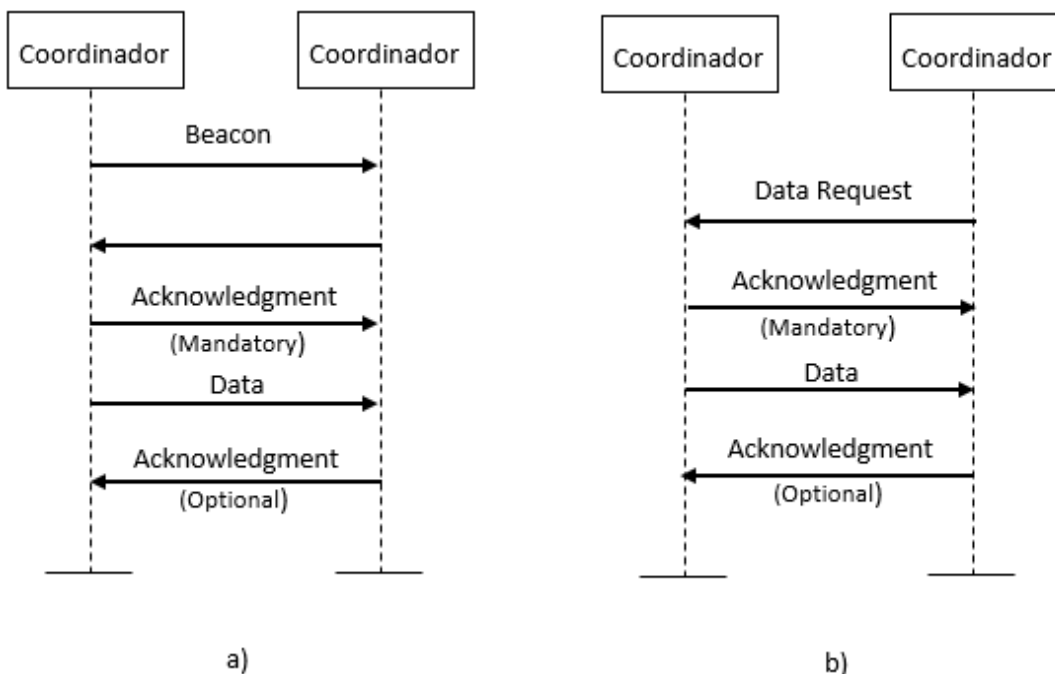 Coordinador
Coordinador
Beacon
Acknowledgment
(Mandatory)
Data
Acknowledgment
(Optional)
a)
Coordinador
Coordinador
Data Request
Acknowledgment
(Mandatory)
Data
Acknowledgment
(Optional)
b)